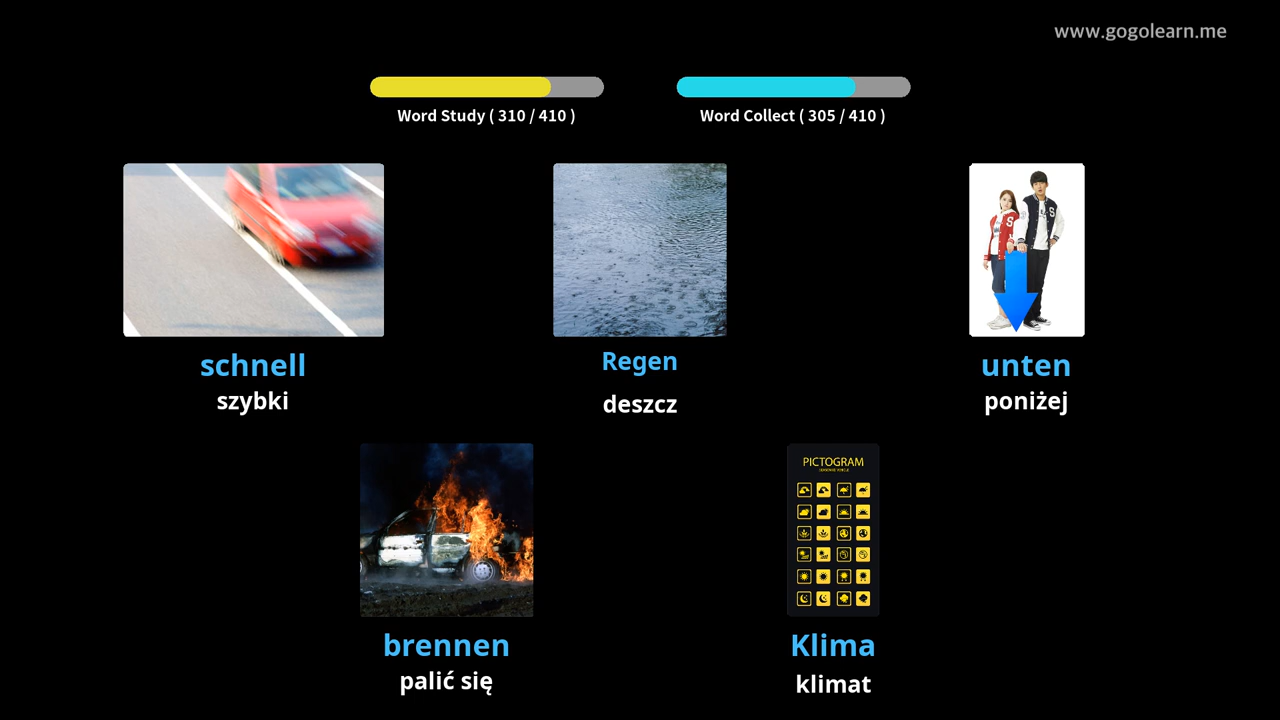 www.gogolearn.me
Word Study ( 310 / 410 )
Word Collect ( 305 / 410 )
schnell
szybki
Regen
deszcz
unten
poniżej
S
S
PICTOGRAM
brennen
palić się
Klima
klimat